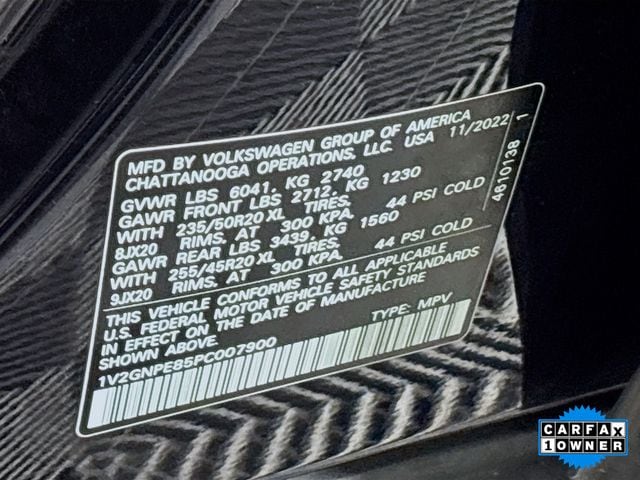 MFD BY VOLKSWAGEN GROUP OF AMERICA
CHATTANOOGA OPERATIONS, LLC. USA 11/2022
GVWR LBS 6041. KG 2740
GAWR FRONT LBS 2712. KG 1230
WITH 235/50R20 XL TIRES.
8JX20 RIMS. AT 300 KPA. 44 PSI COLD
GAWR REAR LBS 3439. KG 1560
WITH 255/45R20 XL TIRES.
9JX20 RIMS. AT 300 KPA. 44 PSI COLD
THIS VEHICLE CONFORMS TO ALL APPLICABLE
U.S. FEDERAL MOTOR VEHICLE SAFETY STANDARDS
IN EFFECT ON THE DATE OF MANUFACTURE
SHOWN ABOVE.
TYPE: MPV
1V2GNPE85PC007900
4610138 1
CARFAX
1 OWNER